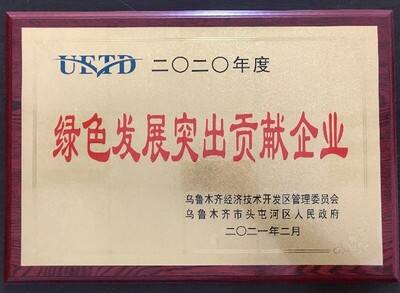 UETD 二〇二〇年度
绿色发展突出贡献企业
乌鲁木齐经济技术开发区管理委员会
乌鲁木齐市头屯河区人民政府
二〇二一年二月